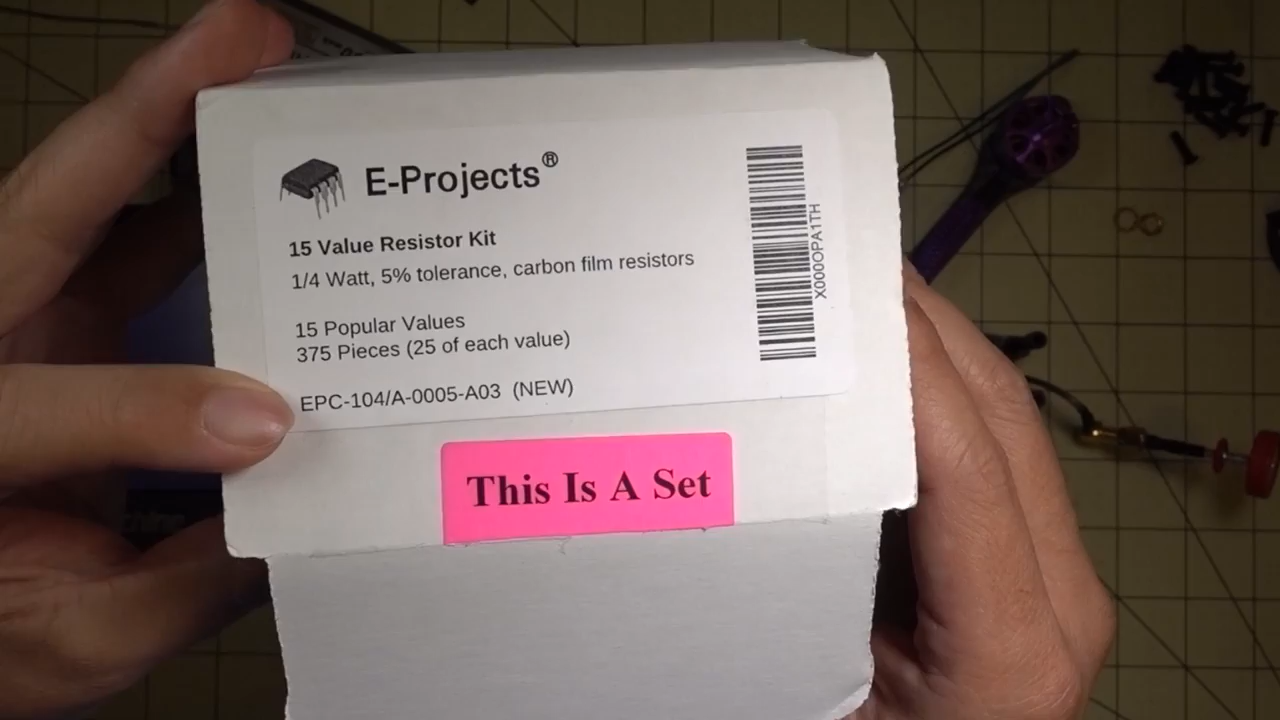 E-Projects®
15 Value Resistor Kit
1/4 Watt, 5% tolerance, carbon film resistors
15 Popular Values
375 Pieces (25 of each value)
EPC-104/A-0005-A03 (NEW)
X000OPA1TH
This Is A Set